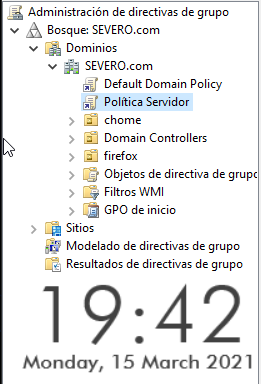 Administración de directivas de grupo
Bosque: SEVERO.com
Dominios
SEVERO.com
Default Domain Policy
Política Servidor
chome
Domain Controllers
firefox
Objetos de directiva de grupo
Filtros WMI
GPO de inicio
Sitios
Modelado de directivas de grupo
Resultados de directivas de grupo
19:42
Monday, 15 March 2021